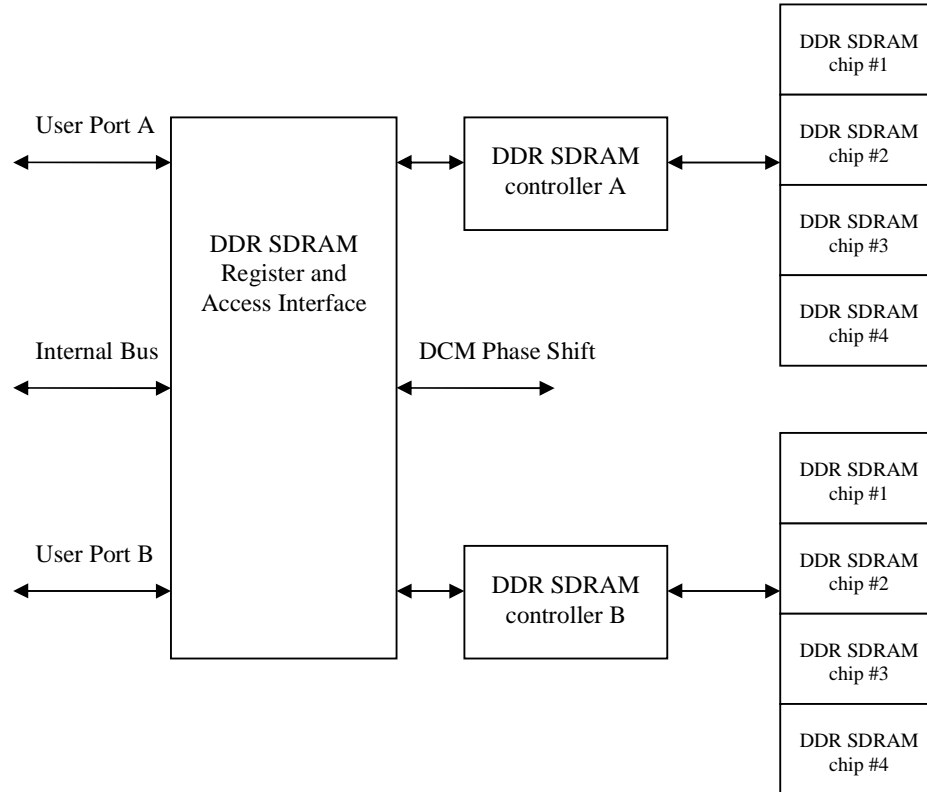 User Port A
Internal Bus
User Port B
DDR SDRAM
Register and
Access Interface
DDR SDRAM
controller A
DCM Phase Shift
DDR SDRAM
controller B
DDR SDRAM
chip #1
DDR SDRAM
chip #2
DDR SDRAM
chip #3
DDR SDRAM
chip #4
DDR SDRAM
chip #1
DDR SDRAM
chip #2
DDR SDRAM
chip #3
DDR SDRAM
chip #4